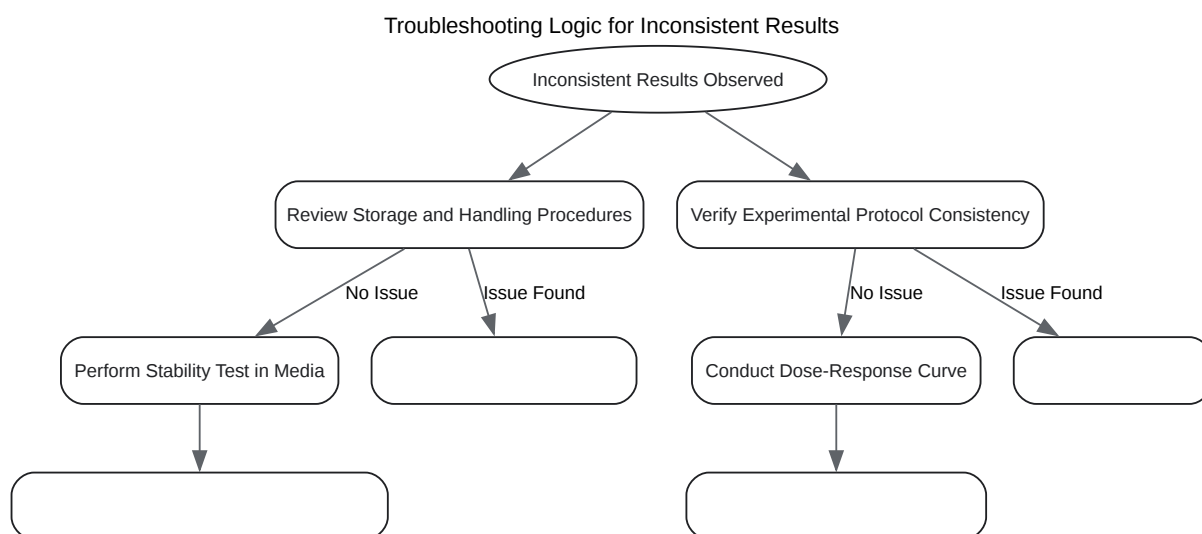 Troubleshooting Logic for Inconsistent Results
Inconsistent Results Observed
Review Storage and Handling Procedures
Verify Experimental Protocol Consistency
No Issue
Issue Found
No Issue
Issue Found
Perform Stability Test in Media
Conduct Dose-Response Curve